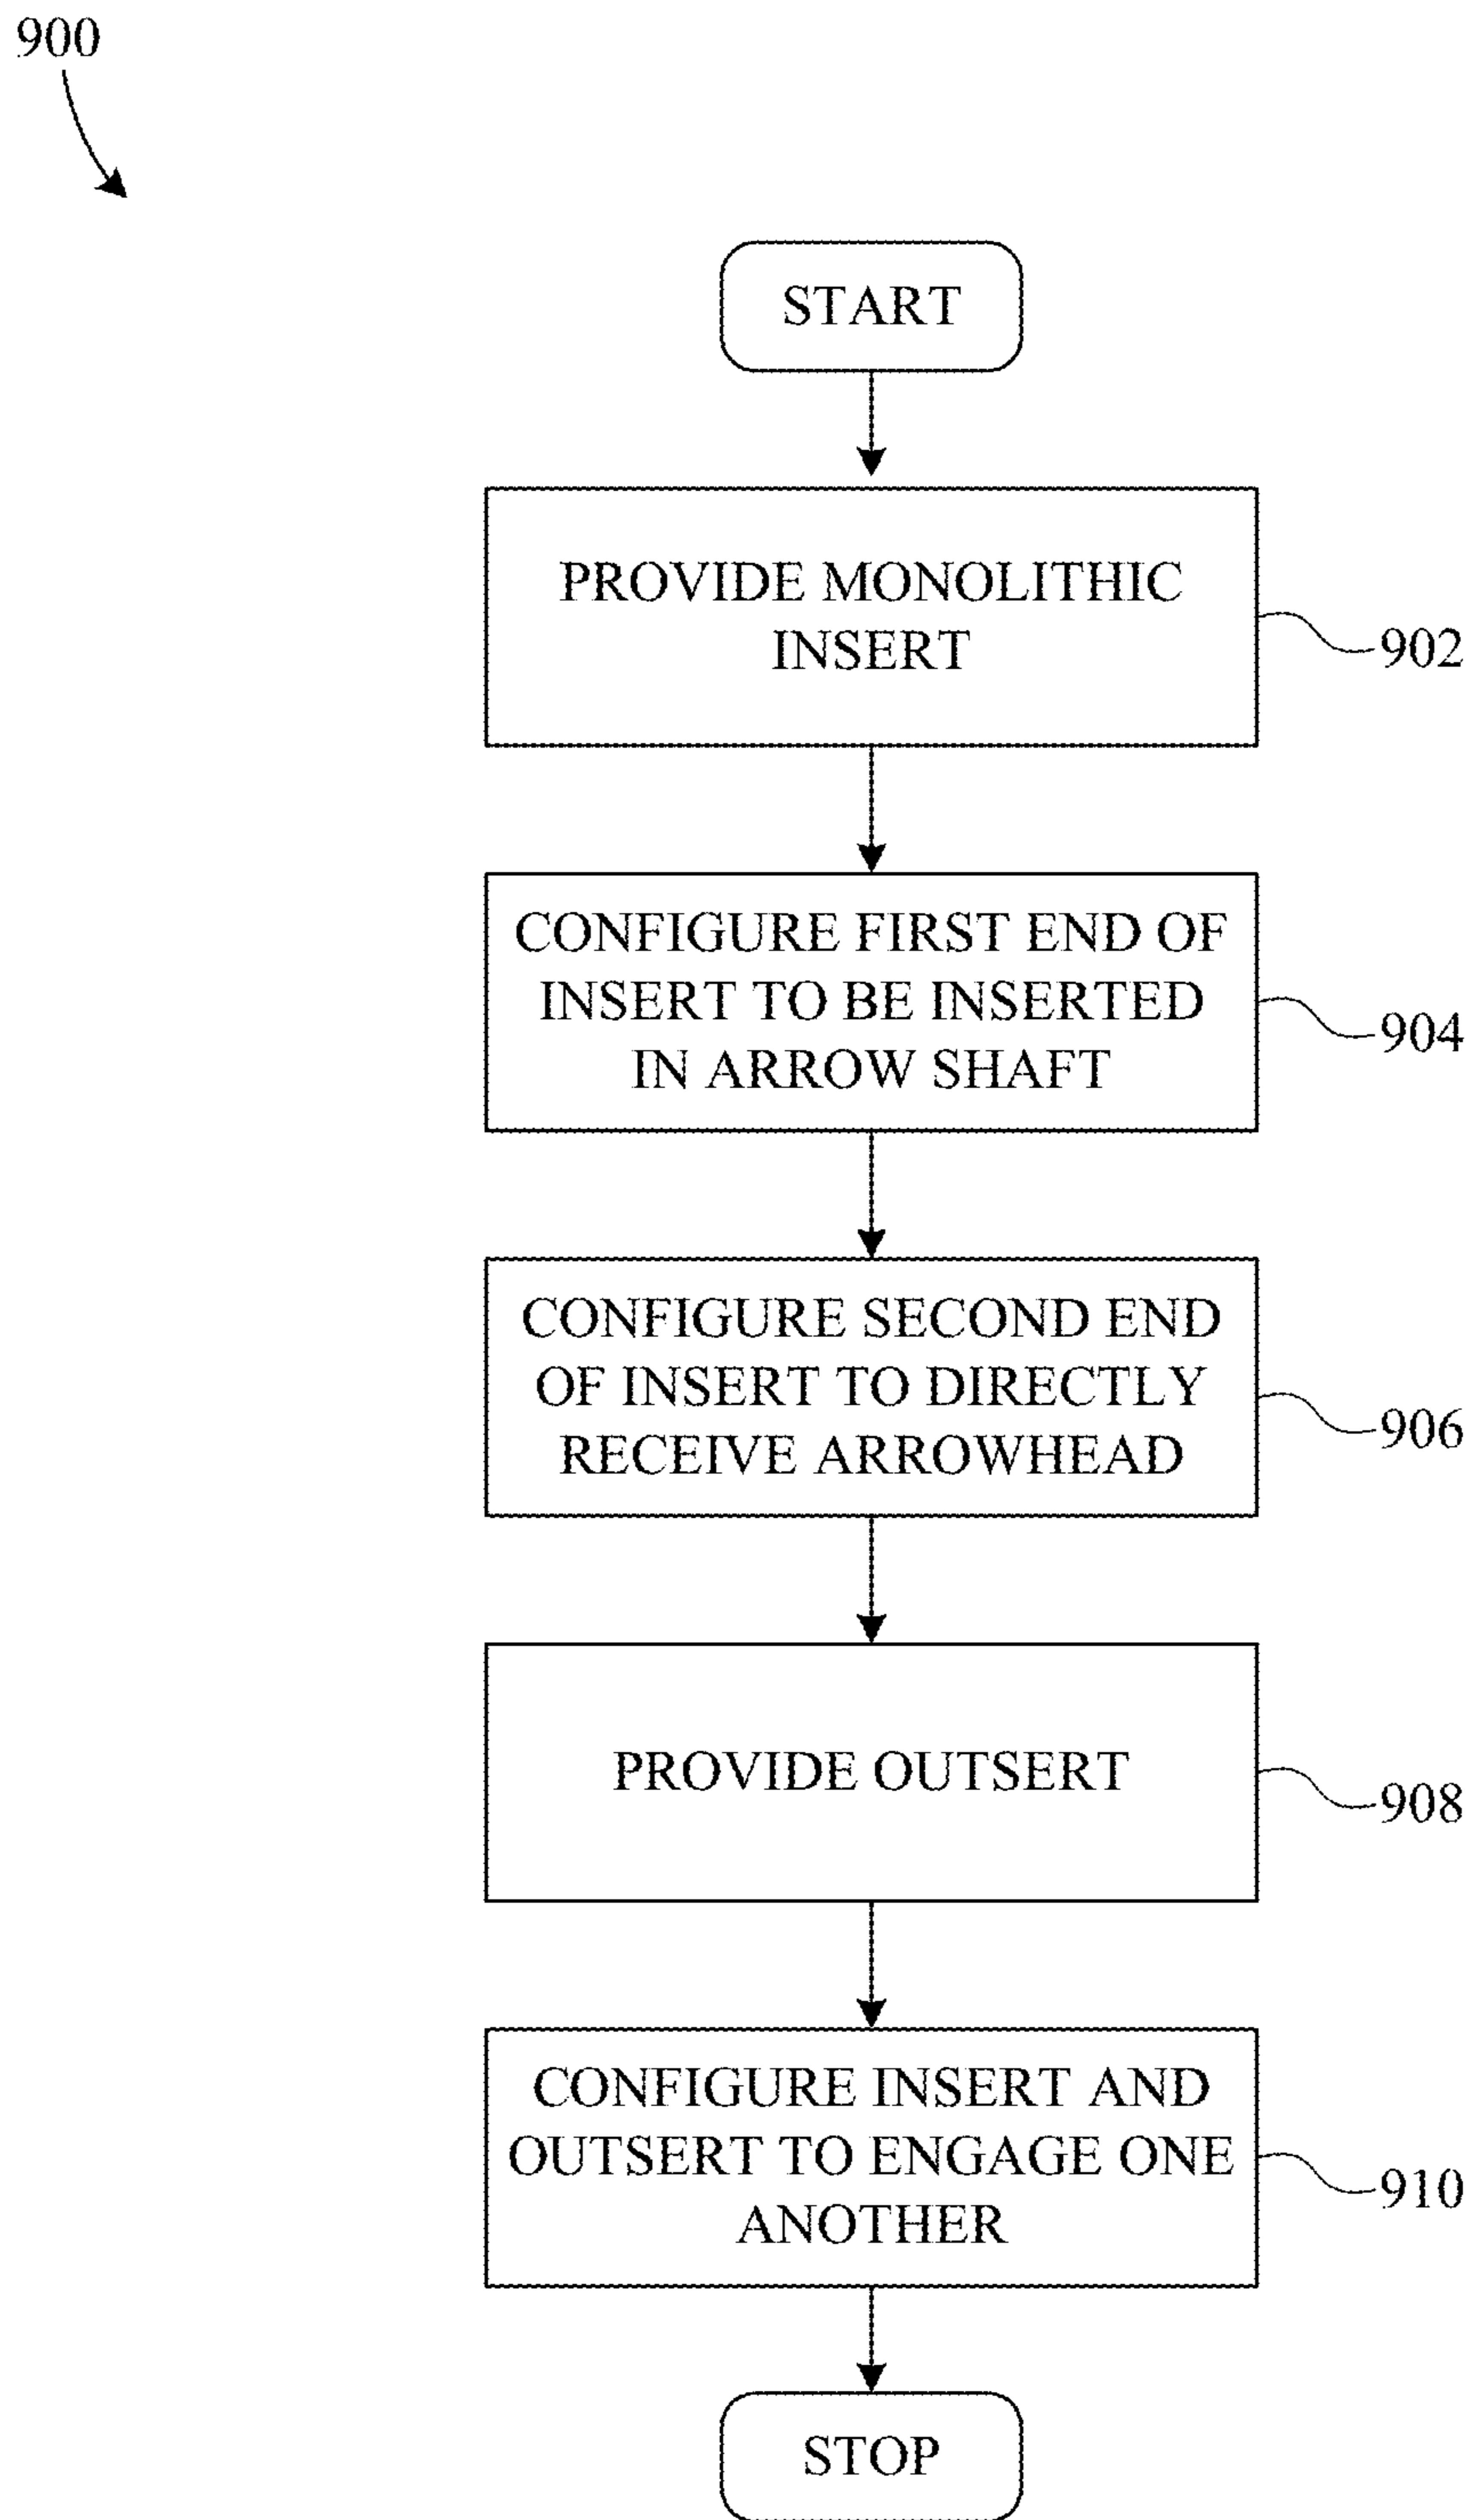 900
START
PROVIDE MONOLITHIC
INSERT
902
CONFIGURE FIRST END OF
INSERT TO BE INSERTED
IN ARROW SHAFT
904
CONFIGURE SECOND END
OF INSERT TO DIRECTLY
RECEIVE ARROWHEAD
906
PROVIDE OUTSERT
908
CONFIGURE INSERT AND
OUTSERT TO ENGAGE ONE
ANOTHER
910
STOP